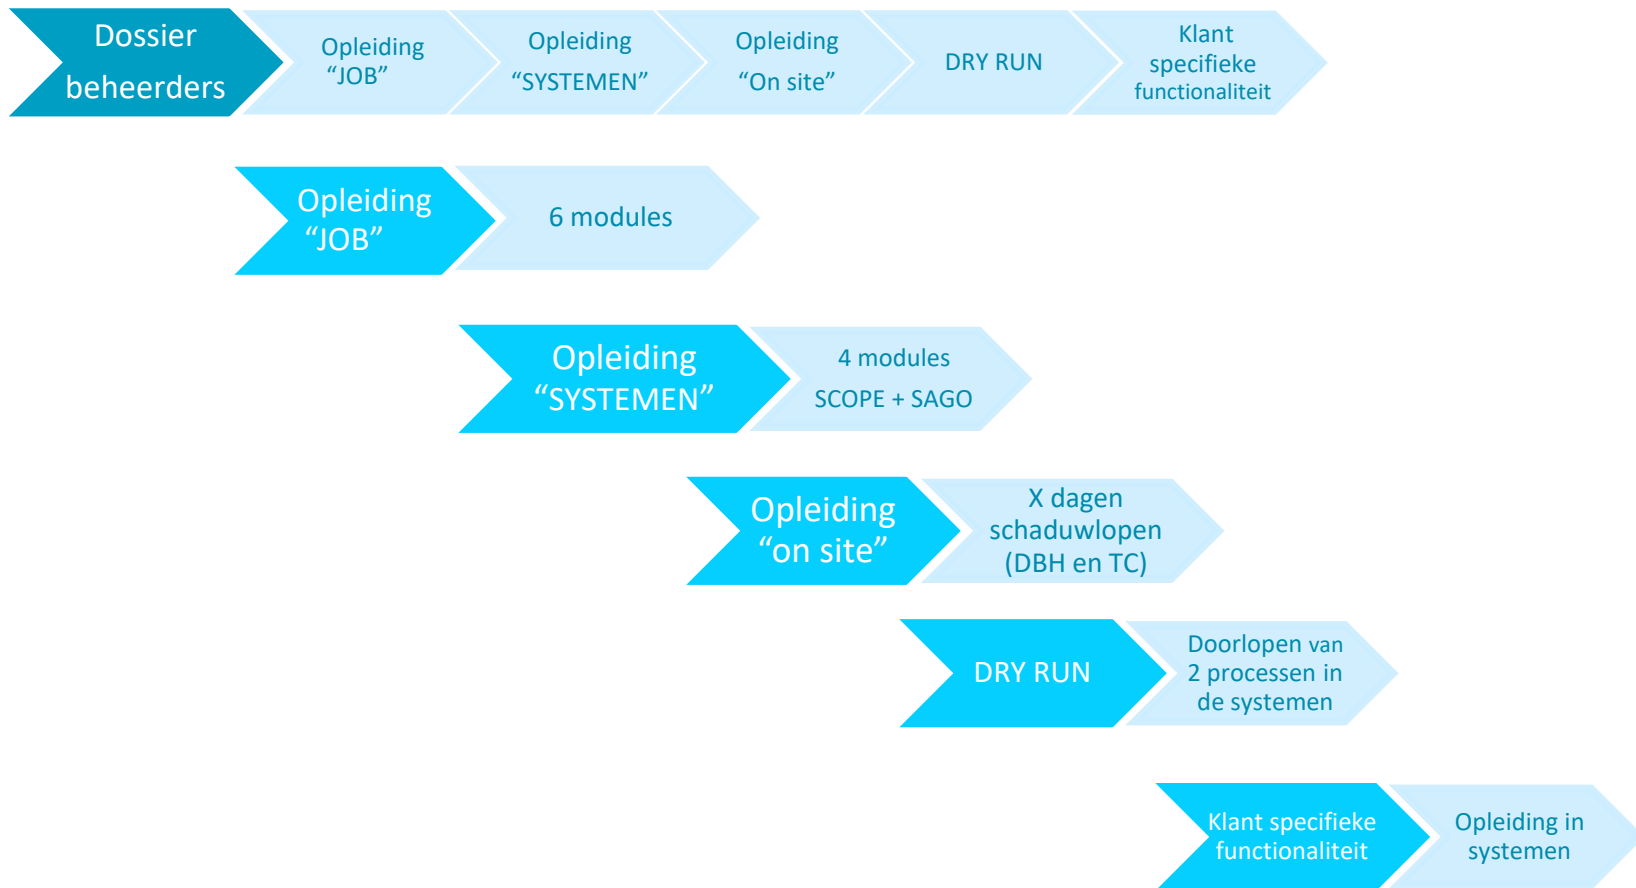 Dossier
beheerders
Opleiding
“JOB”
Opleiding
“SYSTEMEN”
Opleiding
“On site”
DRY RUN
Klant
specifieke
functionaliteit
Opleiding
“JOB”
6 modules
Opleiding
“SYSTEMEN”
4 modules
SCOPE + SAGO
Opleiding
“on site”
X dagen
schaduwlopen
(DBH en TC)
DRY RUN
Doorlopen van
2 processen in
de systemen
Klant specifieke
functionaliteit
Opleiding in
systemen